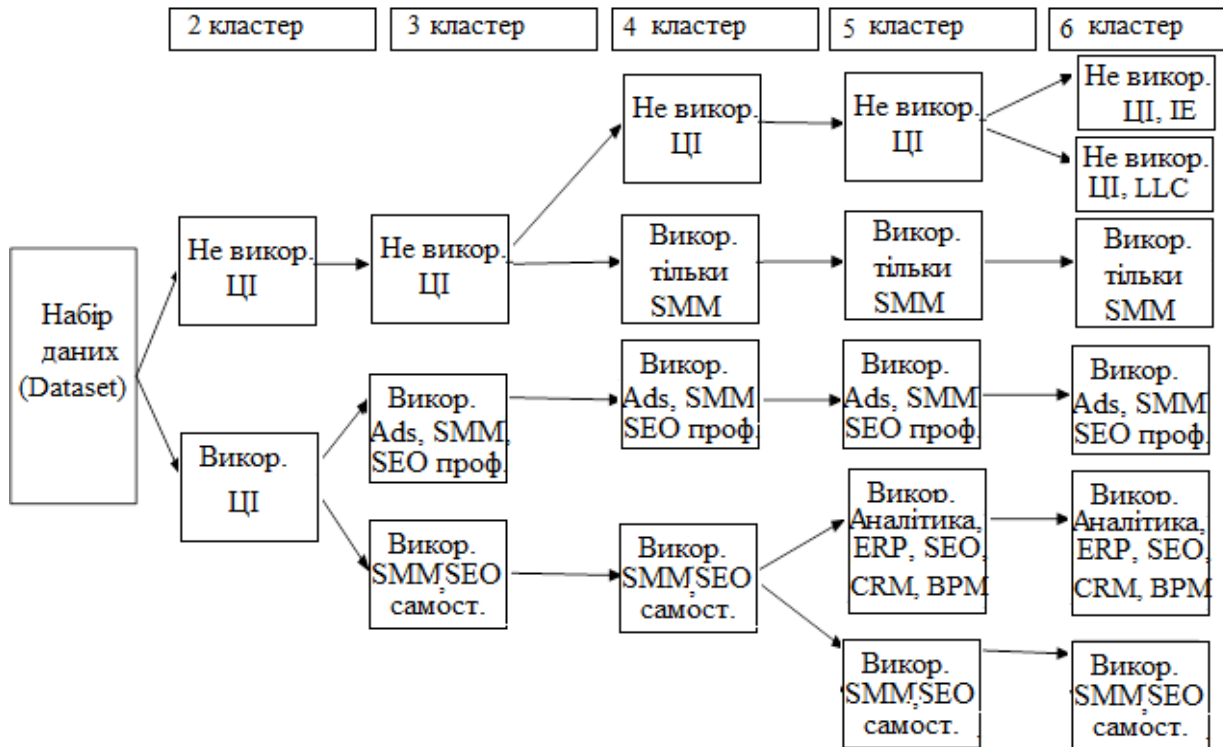 2 кластер
3 кластер
4 кластер
5 кластер
6 кластер
Набір
даних
(Dataset)
Не викор.
ЦІ
Викор.
ЦІ
Не викор.
ЦІ
Викор.
Ads, SMM,
SEO проф.
Викор.
SMM,SEO
самост.
Не викор.
ЦІ
Викор.
тільки
SMM
Викор.
Ads, SMM
SEO проф.
Викор.
SMM,SEO
самост.
Не викор.
ЦІ
Викор.
тільки
SMM
Викор.
Ads, SMM
SEO проф.
Викор.
Аналітика,
ERP, SEO,
CRM, BPM
Викор.
SMM,SEO
самост.
Не викор.
ЦІ, IE
Не викор.
ЦІ, LLC
Викор.
тільки
SMM
Викор.
Ads, SMM
SEO проф.
Викор.
Аналітика,
ERP, SEO,
CRM, BPM
Викор.
SMM,SEO
самост.